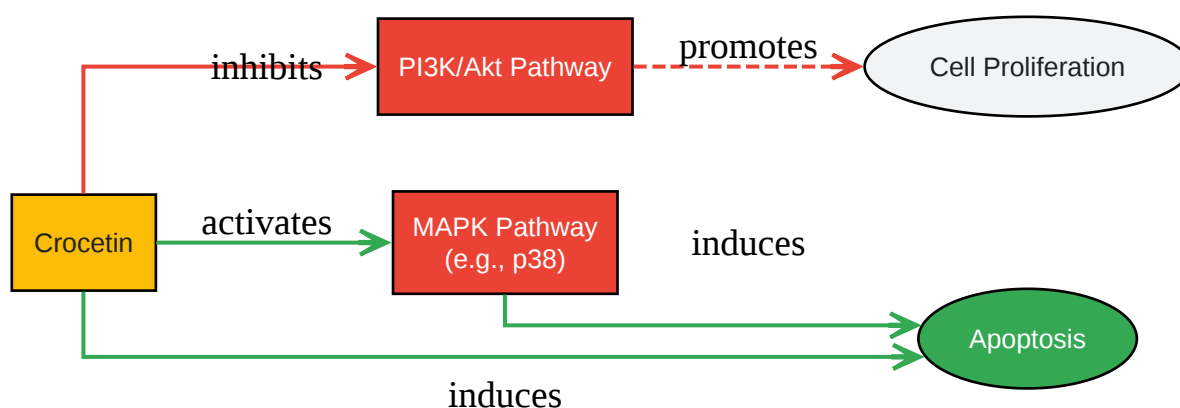 inhibits
PI3K/Akt Pathway
promotes
Cell Proliferation
Crocetin
activates
MAPK Pathway
(e.g., p38)
induces
Apoptosis
induces